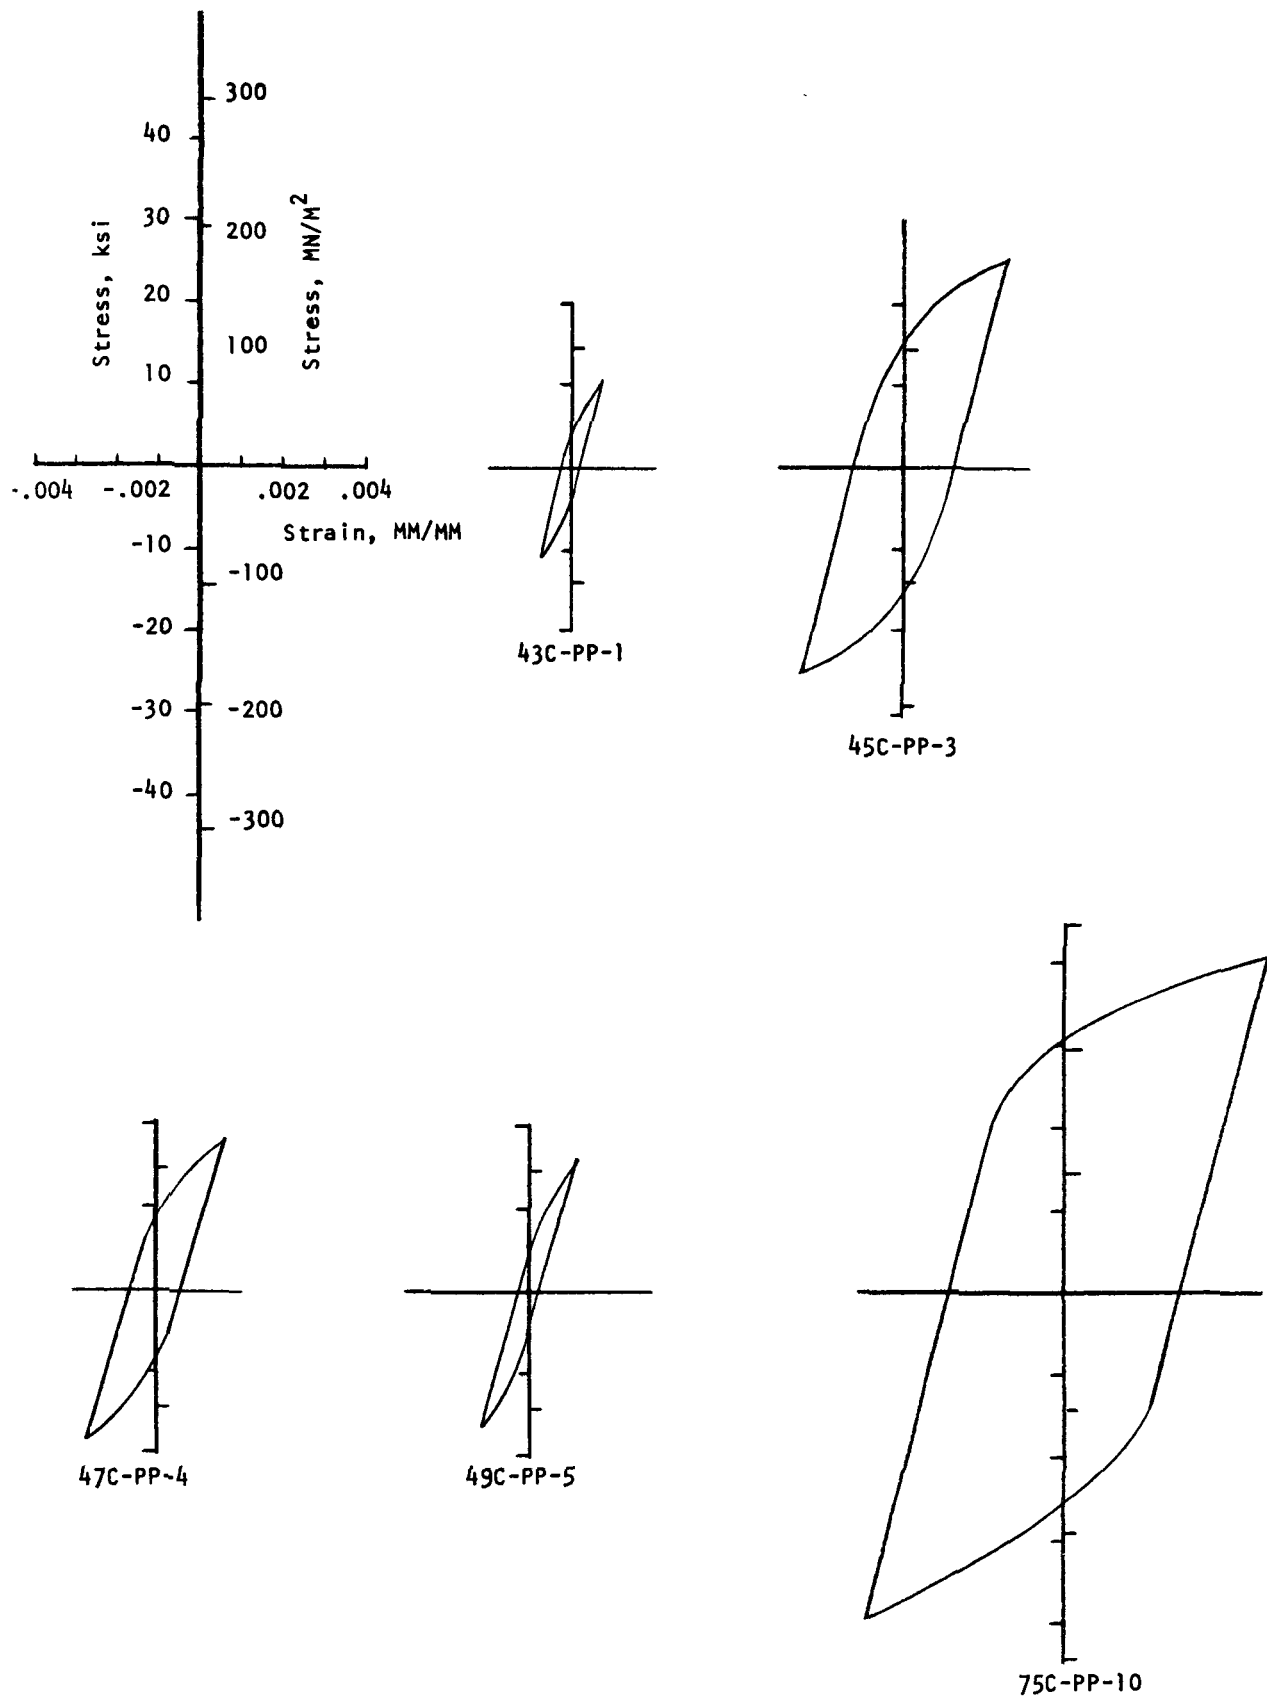 300
40
30
200
Stress, ksi
Stress, MN/M²
20
100
10
-.004 -.002 .002 .004
Strain, MM/MM
-10
-100
-20
-30 -200
-40
-300
43C-PP-1
45C-PP-3
47C-PP-4
49C-PP-5
75C-PP-10